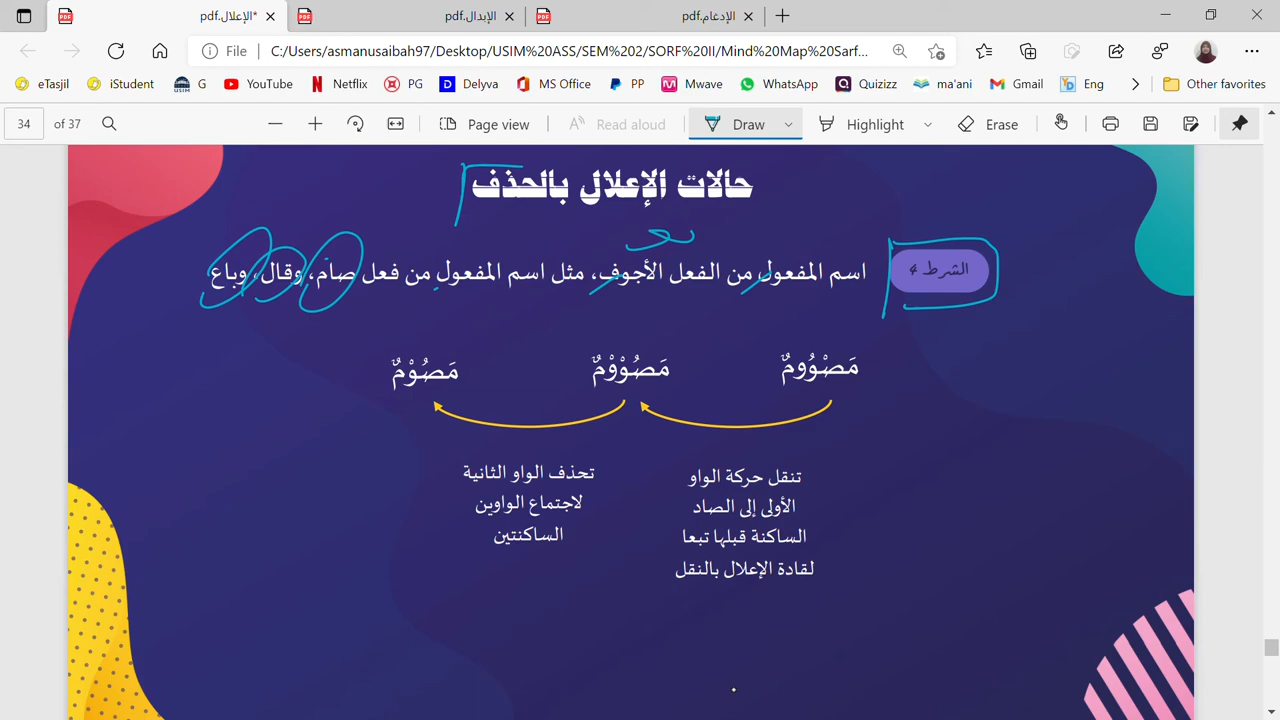 الإعلال.pdf*
الإبدال.pdf
الإدغام.pdf
File
C:/Users/asmanusaibah97/Desktop/USIM%20ASS/SEM%202/SORF%20II/Mind%20Map%20Sarf...
eTasjil
iStudent
G
YouTube
Netflix
PG
Delyva
MS Office
PP
Mwave
WhatsApp
Quizizz
ma'ani
Gmail
Eng
Other favorites
34 of 37
Page view
Read aloud
Draw
Highlight
Erase
حالات الإعلال بالحذف
الشرط ٤
اسم المفعول من الفعل الأجوف، مثل اسم المفعول من فعل صام، وقال، وباع
مَصْوُومٌ
مَصُوْوْمٌ
مَصُوْمٌ
تنقل حركة الواو
الأولى إلى الصاد
الساكنة قبلها تبعا
لقادة الإعلال بالنقل
تحذف الواو الثانية
لاجتماع الواوين
الساكنتين